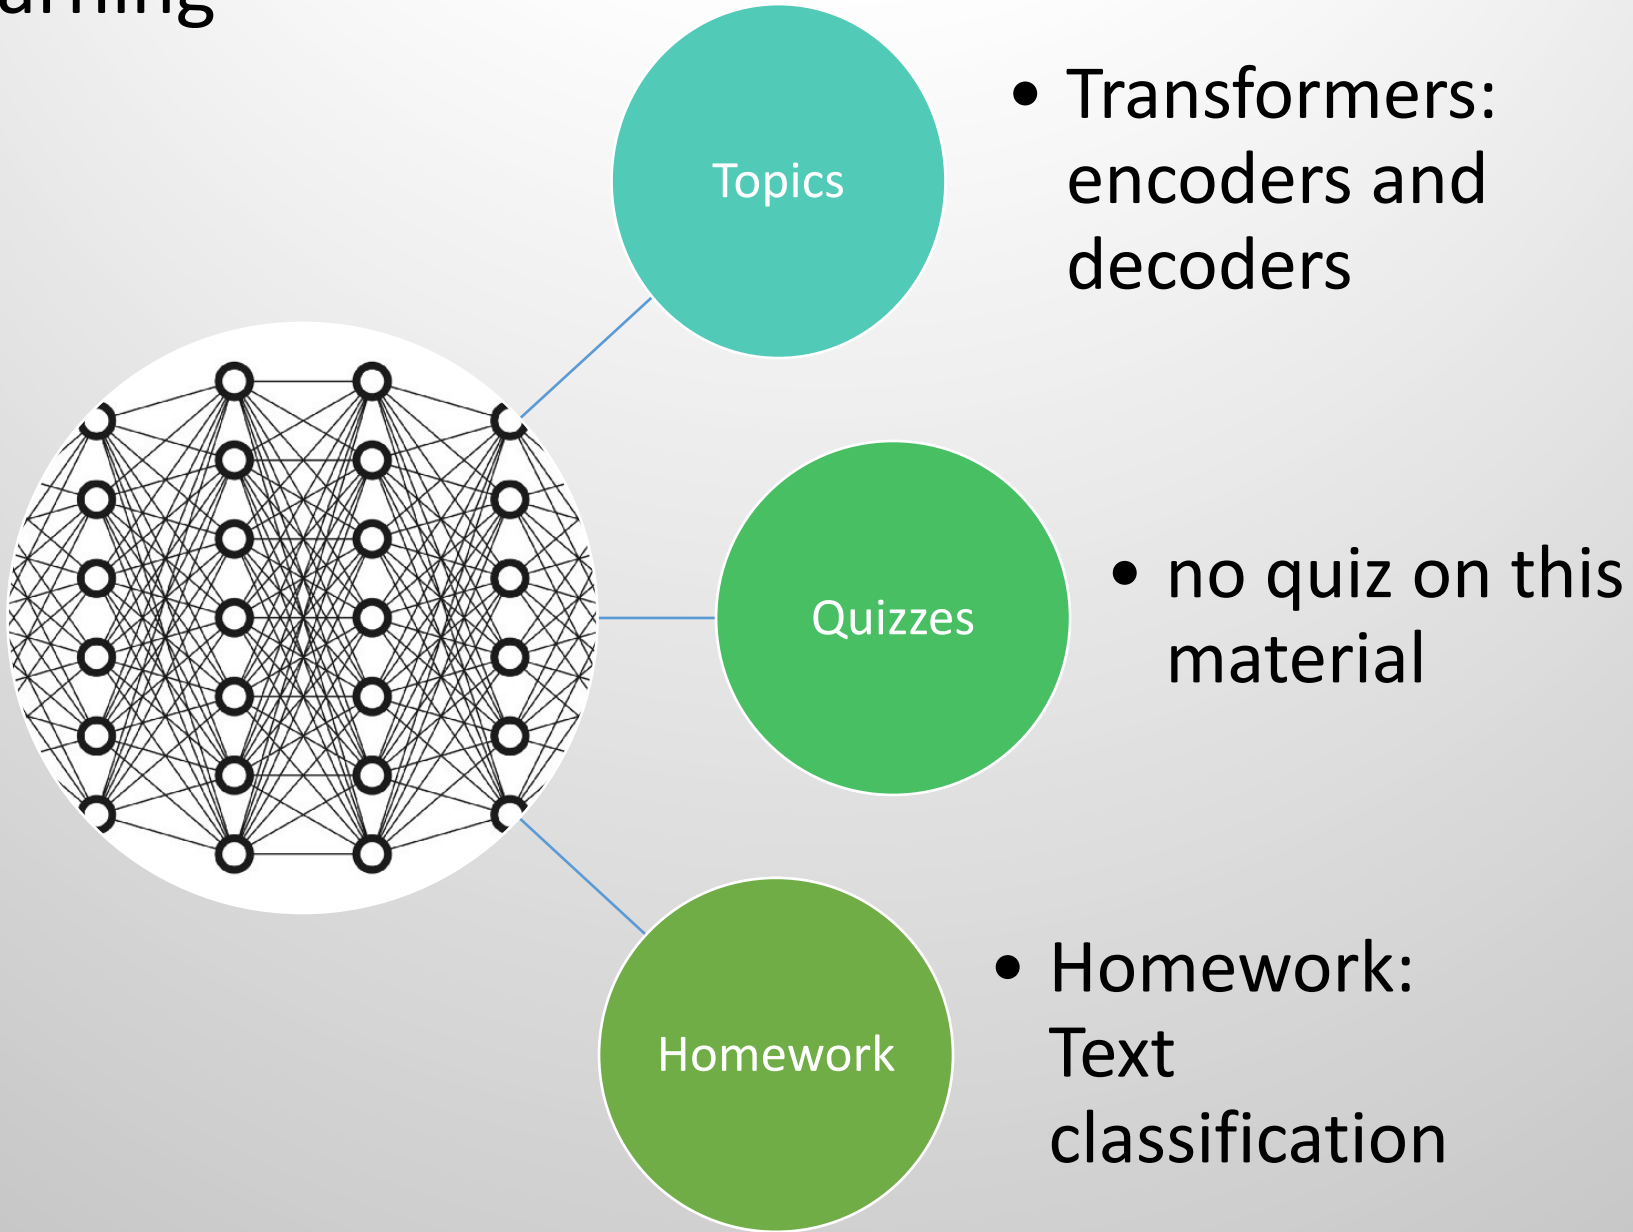 Topics
• Transformers:
encoders and
decoders
Quizzes
• no quiz on this
material
Homework
• Homework:
Text
classification